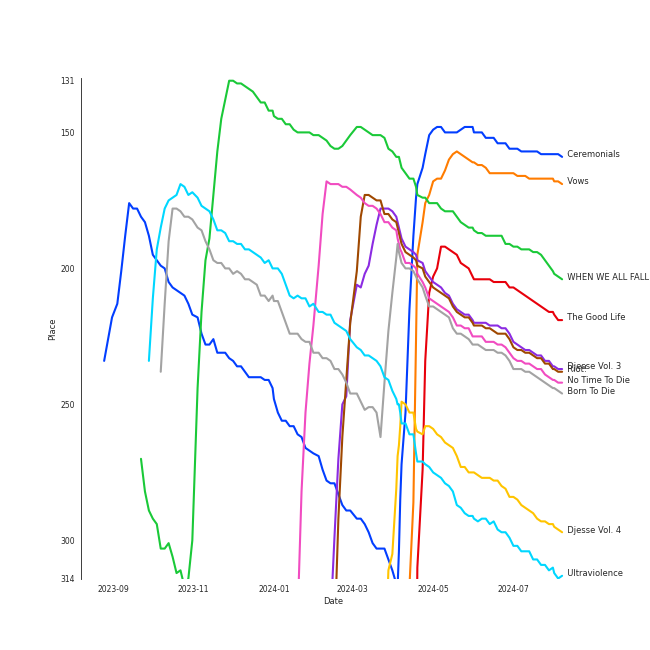 131
150
200
250
300
314
Place
2023-09
2023-11
2024-01
2024-03
2024-05
2024-07
Date
Ceremonials
Vows
WHEN WE ALL FALL
The Good Life
Djesse Vol. 3
No Time To Die
Born To Die
Djesse Vol. 4
Ultraviolence